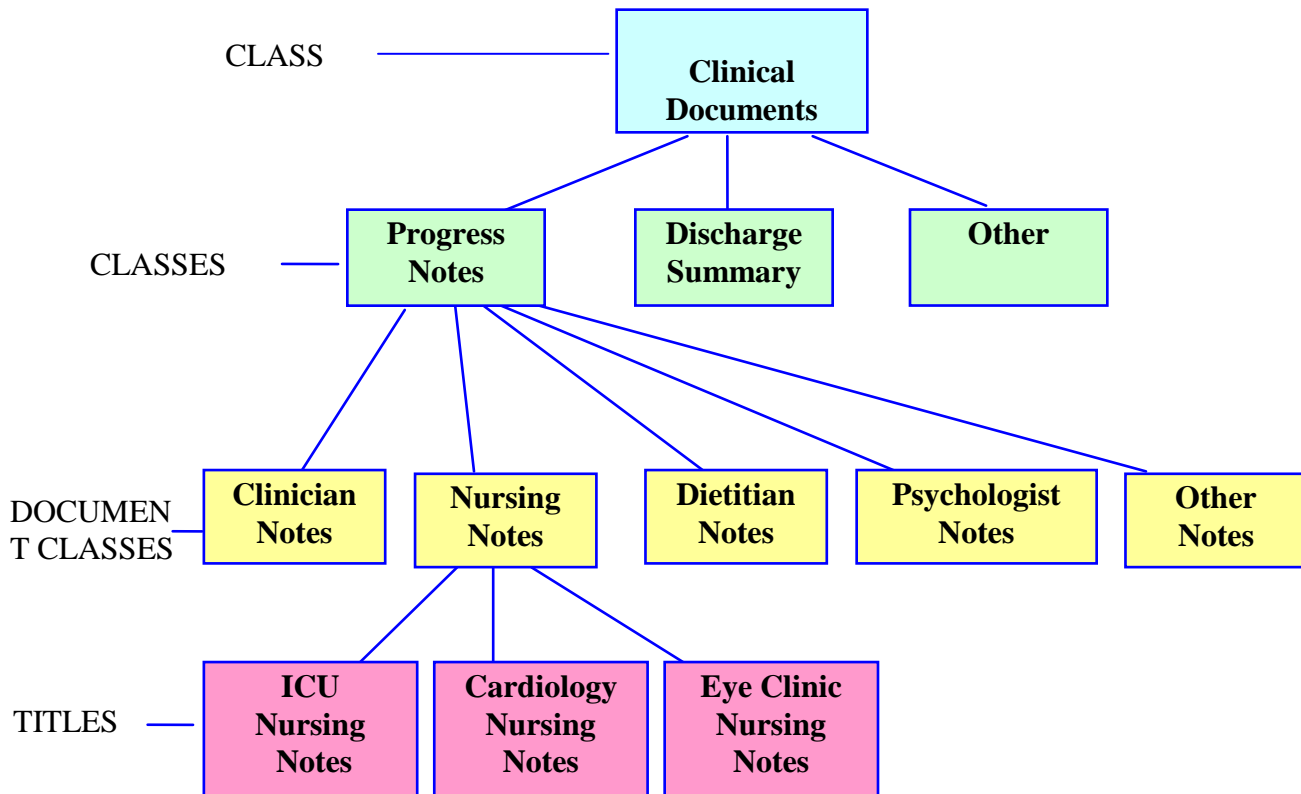 CLASS
Clinical
Documents
CLASSES
Progress
Notes
Discharge
Summary
Other
DOCUMEN
T CLASSES
Clinician
Notes
Nursing
Notes
Dietitian
Notes
Psychologist
Notes
Other
Notes
TITLES
ICU
Nursing
Notes
Cardiology
Nursing
Notes
Eye Clinic
Nursing
Notes